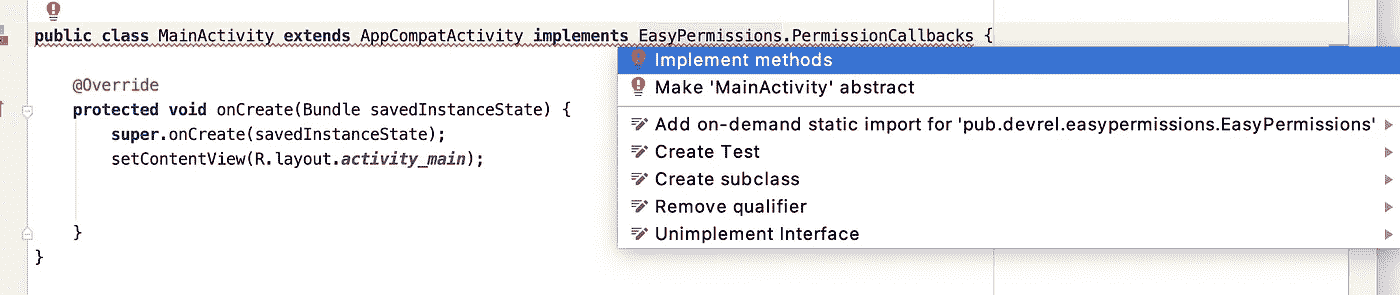 public class MainActivity extends AppCompatActivity implements EasyPermissions.PermissionCallbacks {
Implement methods
@Override
Make 'MainActivity' abstract
protected void onCreate(Bundle savedInstanceState) {
Add on-demand static import for 'pub.devrel.easypermissions.EasyPermissions'
super.onCreate(savedInstanceState);
Create Test
setContentView(R.layout.activity_main);
Create subclass
Remove qualifier
}
Unimplement Interface
}